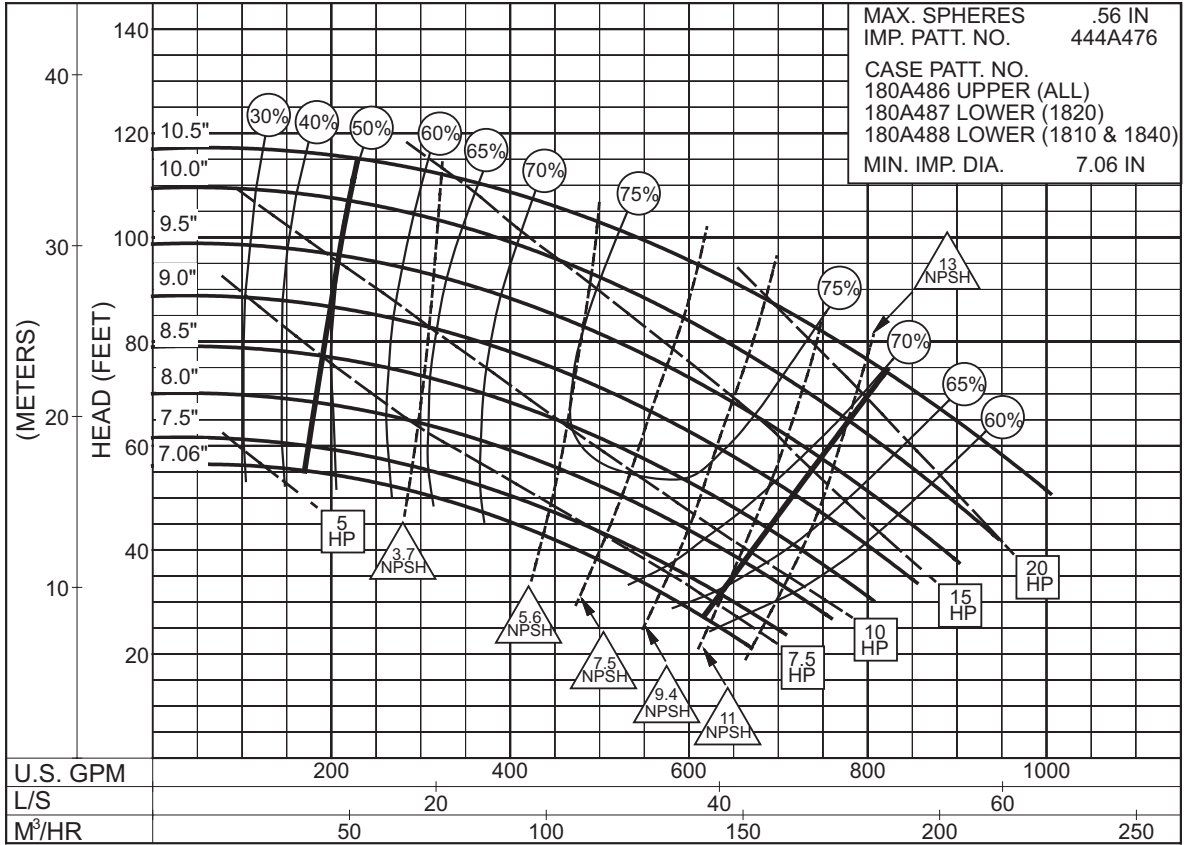 MAX. SPHERES .56 IN
IMP. PATT. NO. 444A476
CASE PATT. NO.
180A486 UPPER (ALL)
180A487 LOWER (1820)
180A488 LOWER (1810 & 1840)
MIN. IMP. DIA. 7.06 IN
(METERS)
40
30
20
10
HEAD (FEET)
140
120
100
80
60
40
20
10.5"
10.0"
9.5"
9.0"
8.5"
8.0"
7.5"
7.06"
30%
40%
50%
60%
65%
70%
75%
75%
70%
65%
60%
13
NPSH
5
HP
3.7
NPSH
5.6
NPSH
7.5
NPSH
9.4
NPSH
11
NPSH
7.5
HP
10
HP
15
HP
20
HP
U.S. GPM 200 400 600 800 1000
L/S 20 40 60
M3/HR 50 100 150 200 250